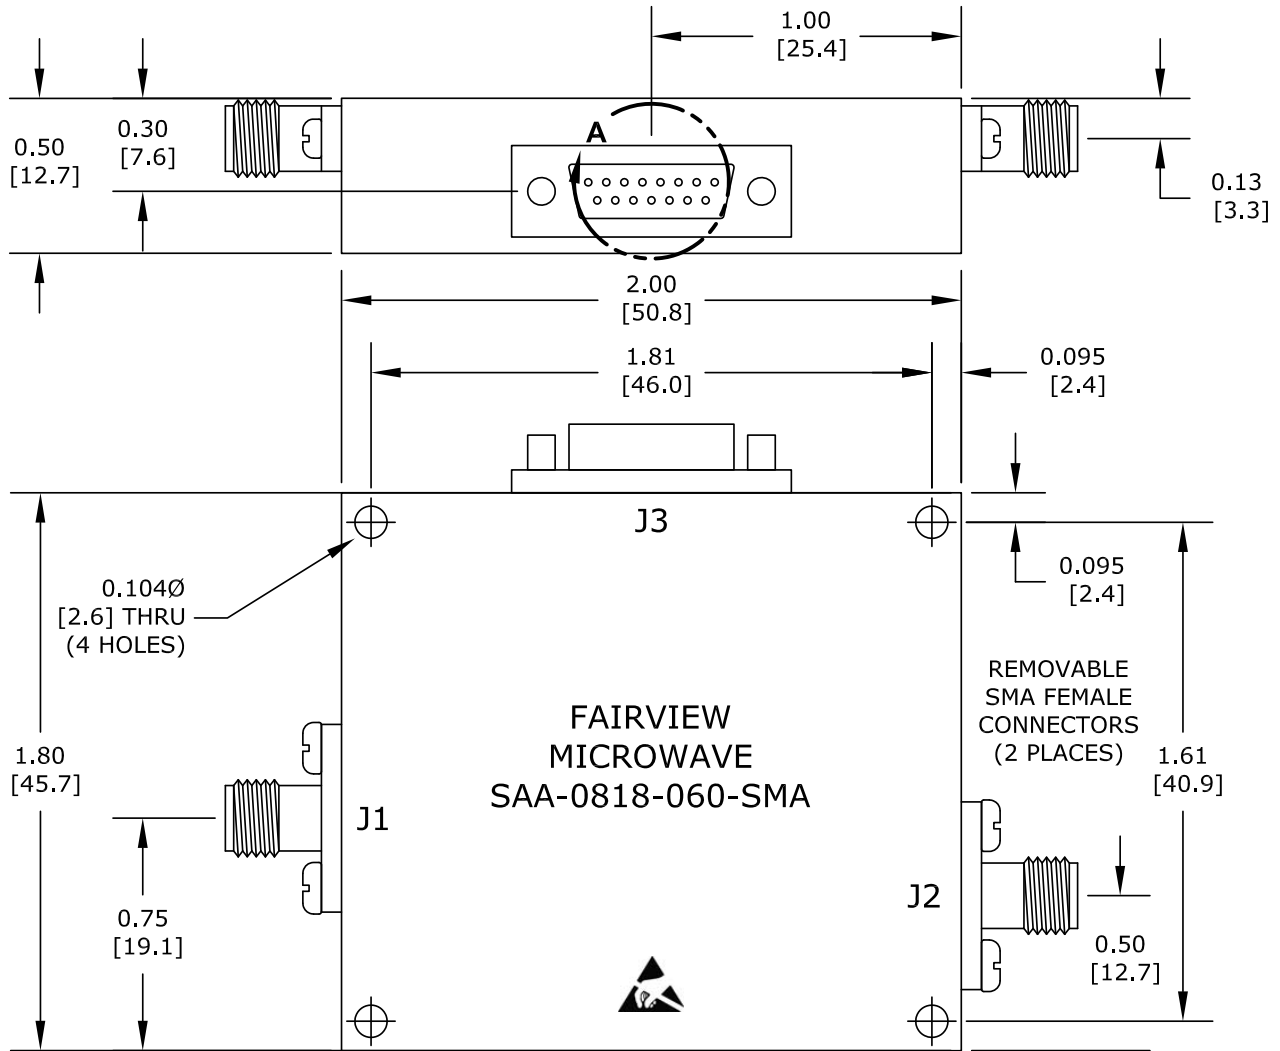 1.00
[25.4]
0.50
[12.7]
0.30
[7.6]
A
0.13
[3.3]
2.00
[50.8]
1.81
[46.0]
0.095
[2.4]
J3
0.104Ø
[2.6] THRU
(4 HOLES)
0.095
[2.4]
REMOVABLE
SMA FEMALE
CONNECTORS
(2 PLACES)
FAIRVIEW
MICROWAVE
SAA-0818-060-SMA
1.80
[45.7]
1.61
[40.9]
J1
J2
0.75
[19.1]
0.50
[12.7]